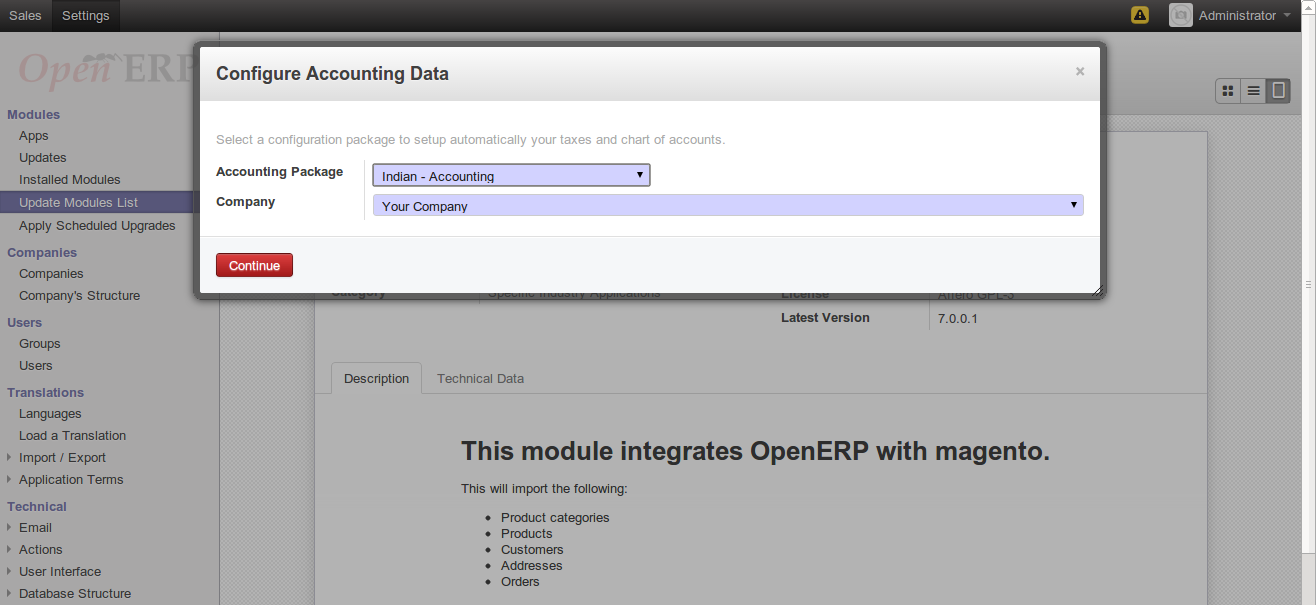 Sales Settings Administrator
Open ERP
Modules
Apps
Updates
Installed Modules
Update Modules List
Apply Scheduled Upgrades
Companies
Companies
Company's Structure
Users
Groups
Users
Translations
Languages
Load a Translation
Import / Export
Application Terms
Technical
Email
Actions
User Interface
Database Structure
Configure Accounting Data ×
Select a configuration package to setup automatically your taxes and chart of accounts.
Accounting Package Indian - Accounting
Company Your Company
Continue
Category Specific Industry Applications License Affero GPL-3
Latest Version 7.0.0.1
Description Technical Data
This module integrates OpenERP with magento.
This will import the following:
• Product categories
• Products
• Customers
• Addresses
• Orders